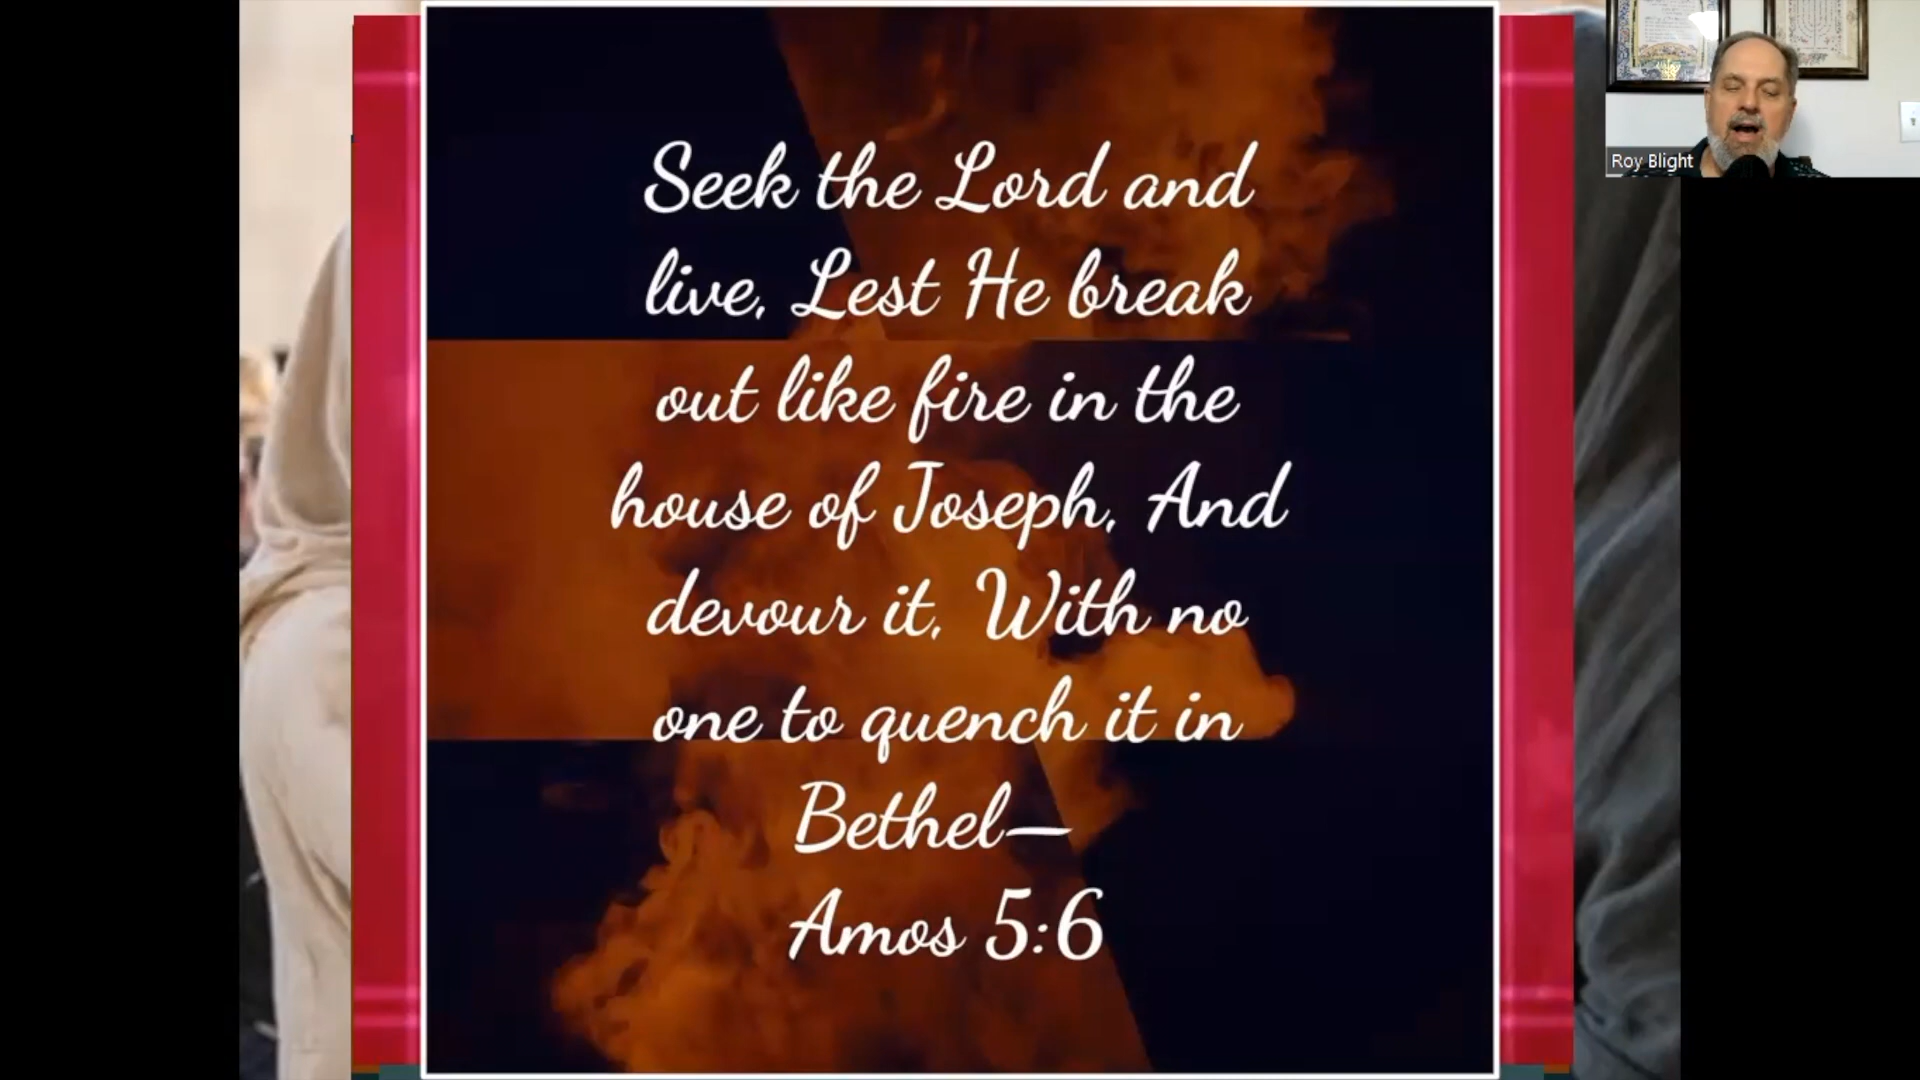 Seek the Lord and
live, Lest He break
out like fire in the
house of Joseph, And
devour it, With no
one to quench it in
Bethel—
Amos 5:6
Roy Blight